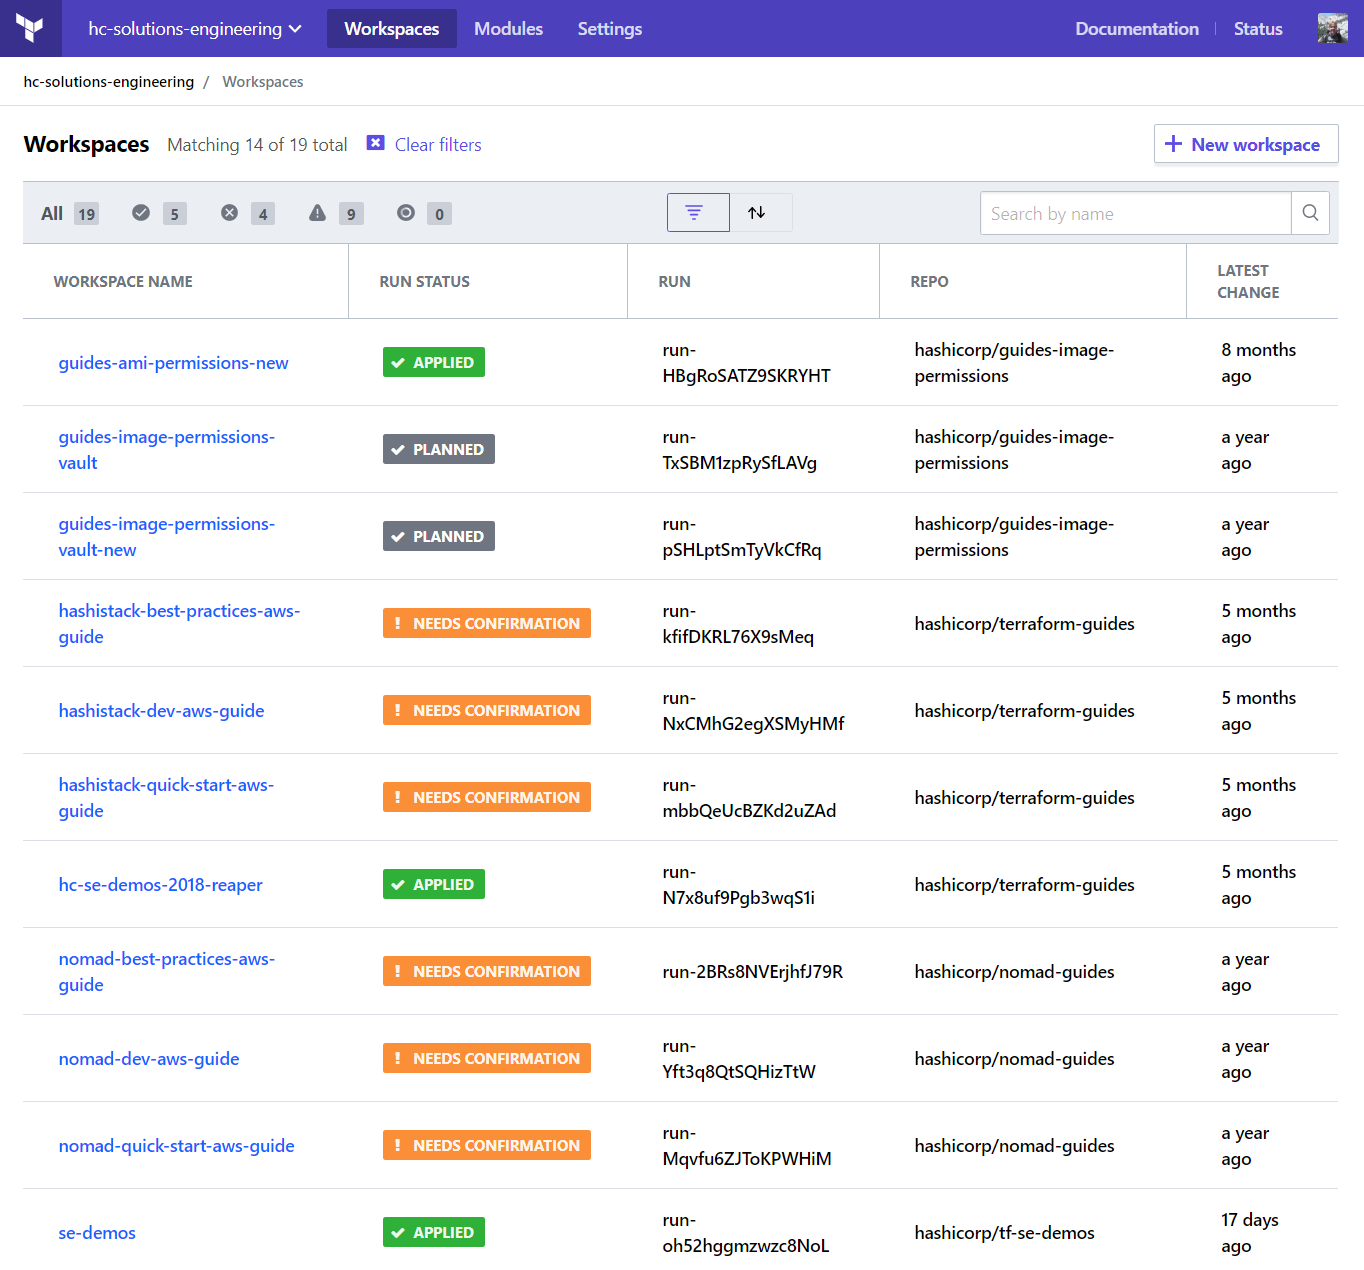 hc-solutions-engineering Workspaces Modules Settings Documentation Status
hc-solutions-engineering / Workspaces
Workspaces Matching 14 of 19 total Clear filters + New workspace
All 19 5 4 9 0 Search by name
WORKSPACE NAME RUN STATUS RUN REPO LATEST
CHANGE
guides-ami-permissions-new APPLIED run-
HBgRoSATZ9SKRYHT hashicorp/guides-image-
permissions 8 months
ago
guides-image-permissions-
vault PLANNED run-
TxSBM1zpRySfLAVg hashicorp/guides-image-
permissions a year
ago
guides-image-permissions-
vault-new PLANNED run-
pSHLptSmTyVkCfRq hashicorp/guides-image-
permissions a year
ago
hashistack-best-practices-aws-
guide ! NEEDS CONFIRMATION run-
kfifDKRL76X9sMeq hashicorp/terraform-guides 5 months
ago
hashistack-dev-aws-guide ! NEEDS CONFIRMATION run-
NxCMhG2egXSMyHMf hashicorp/terraform-guides 5 months
ago
hashistack-quick-start-aws-
guide ! NEEDS CONFIRMATION run-
mbbQeUcBZKd2uZAd hashicorp/terraform-guides 5 months
ago
hc-se-demos-2018-reaper APPLIED run-
N7x8uf9Pgb3wqS1i hashicorp/terraform-guides 5 months
ago
nomad-best-practices-aws-
guide ! NEEDS CONFIRMATION run-2BRs8NVErjhfJ79R hashicorp/nomad-guides a year
ago
nomad-dev-aws-guide ! NEEDS CONFIRMATION run-
Yft3q8QtSQHizTtW hashicorp/nomad-guides a year
ago
nomad-quick-start-aws-guide ! NEEDS CONFIRMATION run-
Mqvfu6ZJToKPWHiM hashicorp/nomad-guides a year
ago
se-demos APPLIED run-
oh52hggmzwzc8NoL hashicorp/tf-se-demos 17 days
ago